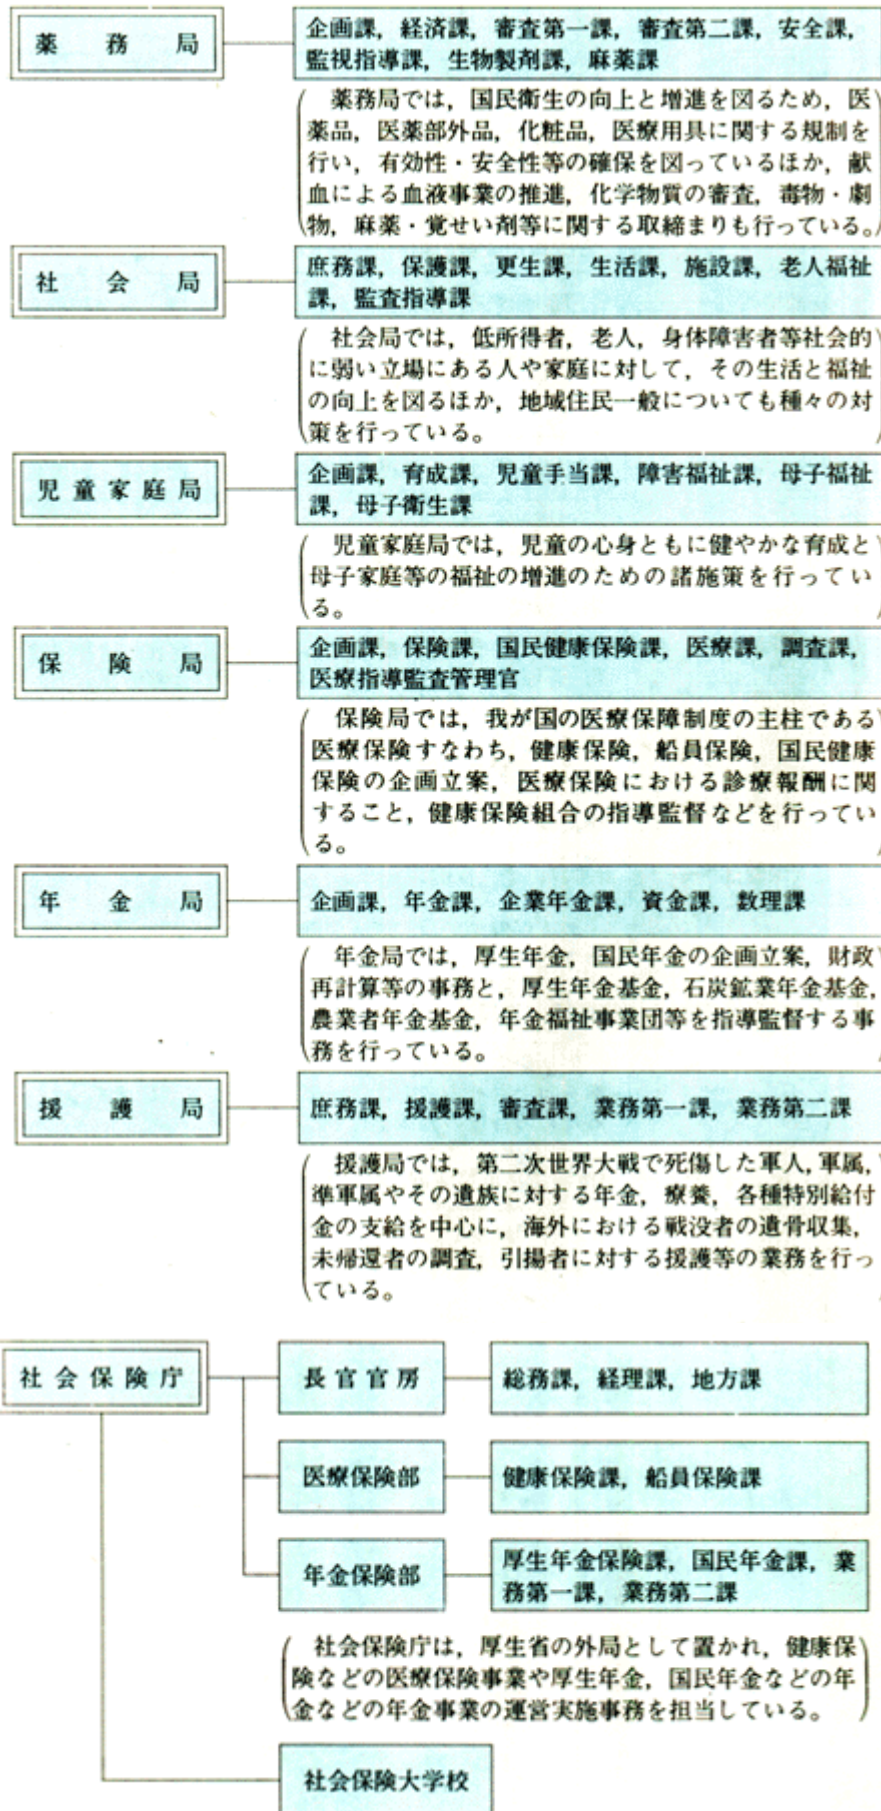 薬務局
企画課，経済課，審査第一課，審査第二課，安全課，
監視指導課，生物製剤課，麻薬課
薬務局では，国民衛生の向上と増進を図るため，医
薬品，医薬部外品，化粧品，医療用具に関する規制を
行い，有効性・安全性等の確保を図っているほか，献
血による血液事業の推進，化学物質の審査，毒物・劇
物，麻薬・覚せい剤等に関する取締まりも行っている。
社会局
庶務課，保護課，更生課，生活課，施設課，老人福祉
課，監査指導課
社会局では，低所得者，老人，身体障害者等社会的
に弱い立場にある人や家庭に対して，その生活と福祉
の向上を図るほか，地域住民一般についても種々の対
策を行っている。
児童家庭局
企画課，育成課，児童手当課，障害福祉課，母子福祉
課，母子衛生課
児童家庭局では，児童の心身ともに健やかな育成と
母子家庭等の福祉の増進のための諸施策を行ってい
る。
保険局
企画課，保険課，国民健康保険課，医療課，調査課，
医療指導監査管理官
保険局では，我が国の医療保障制度の主柱である
医療保険すなわち，健康保険，船員保険，国民健康
保険の企画立案，医療保険における診療報酬に関
すること，健康保険組合の指導監督などを行ってい
る。
年金局
企画課，年金課，企業年金課，資金課，数理課
年金局では，厚生年金，国民年金の企画立案，財政
再計算等の事務と，厚生年金基金，石炭鉱業年金基金，
農業者年金基金，年金福祉事業団等を指導監督する事
務を行っている。
援護局
庶務課，援護課，審査課，業務第一課，業務第二課
援護局では，第二次世界大戦で死傷した軍人，軍属，
準軍属やその遺族に対する年金，療養，各種特別給付
金の支給を中心に，海外における戦没者の遺骨収集，
未帰還者の調査，引揚者に対する援護等の業務を行っ
ている。
社会保険庁
長官官房
総務課，経理課，地方課
医療保険部
健康保険課，船員保険課
年金保険部
厚生年金保険課，国民年金課，業
務第一課，業務第二課
社会保険庁は，厚生省の外局として置かれ，健康保
険などの医療保険事業や厚生年金，国民年金などの年
金などの年金事業の運営実施事務を担当している。
社会保険大学校